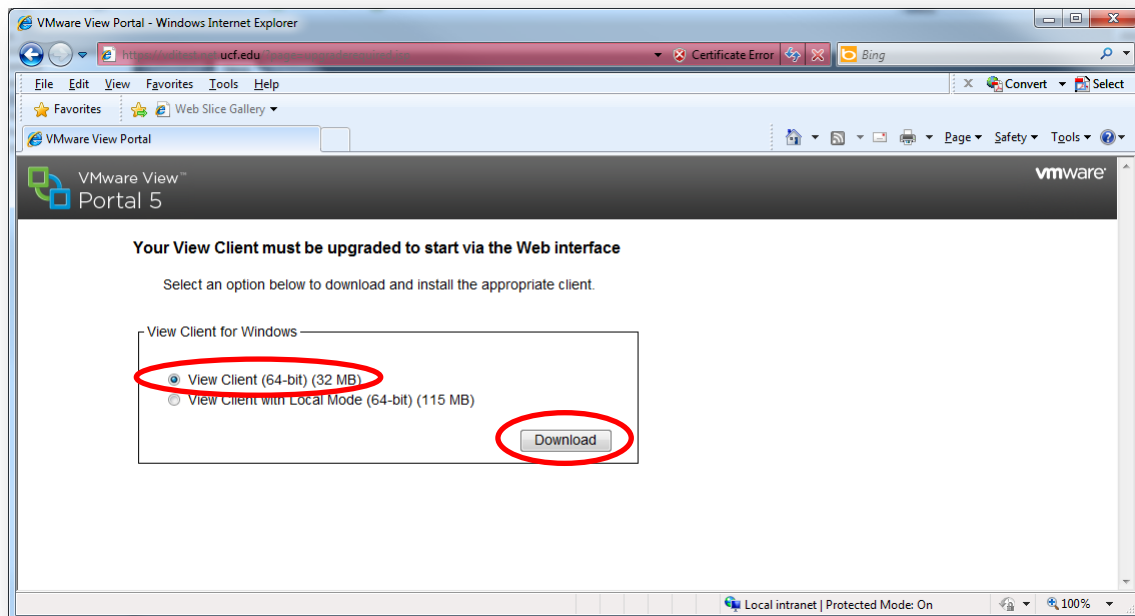 VMware View Portal - Windows Internet Explorer
ucf.edu
Certificate Error
Bing
File Edit View Favorites Tools Help
Convert Select
Favorites Web Slice Gallery
VMware View Portal
Page Safety Tools
VMware View™
Portal 5
vmware
Your View Client must be upgraded to start via the Web interface
Select an option below to download and install the appropriate client.
View Client for Windows
View Client (64-bit) (32 MB)
View Client with Local Mode (64-bit) (115 MB)
Download
Local intranet | Protected Mode: On
100%